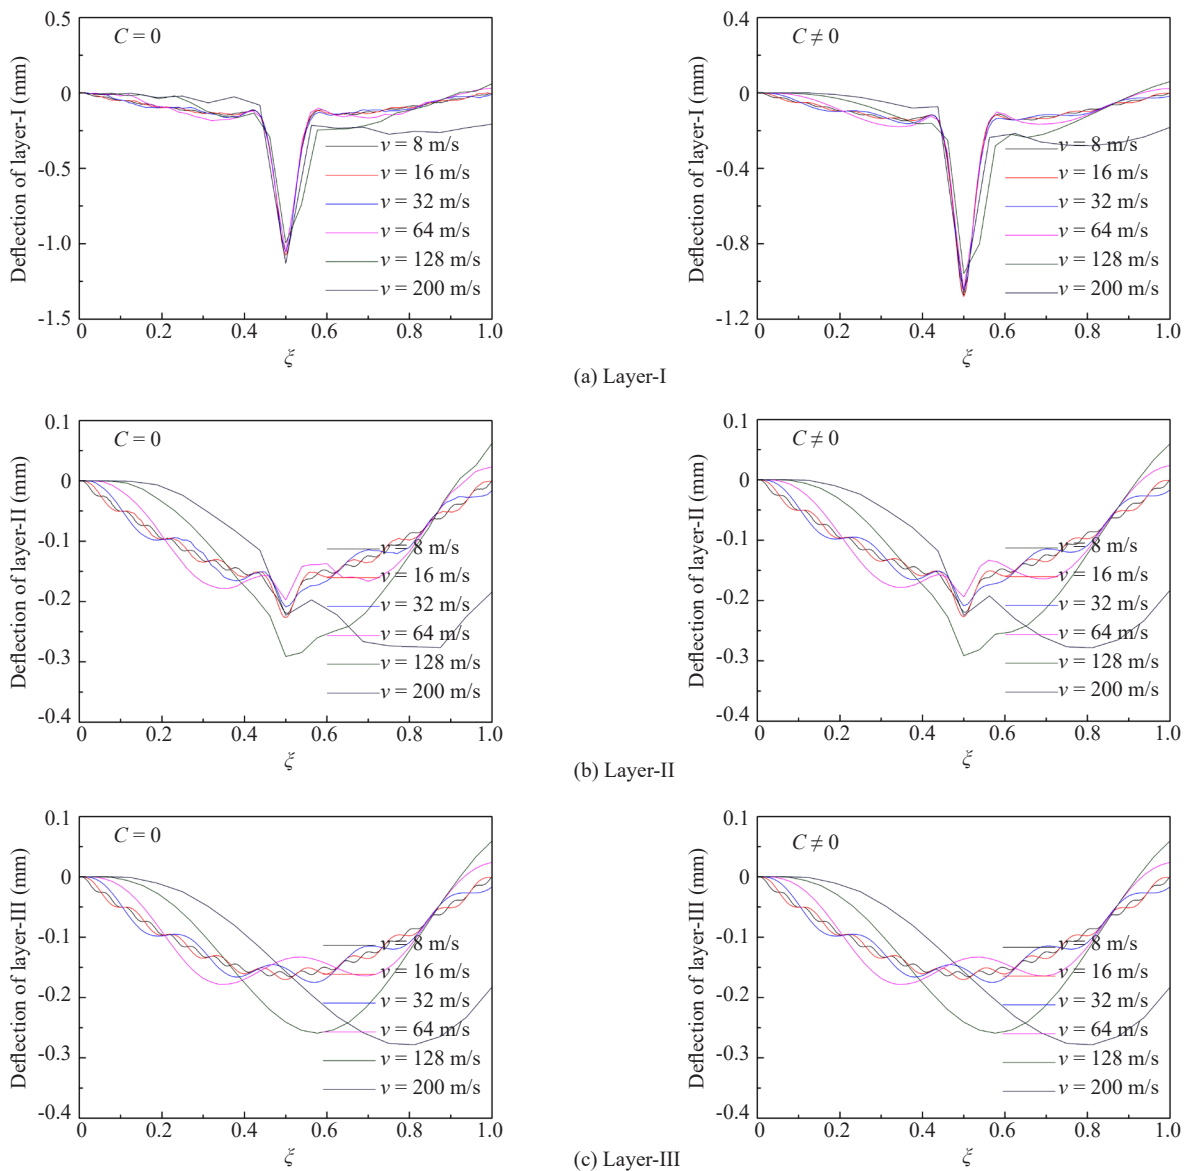 C = 0
Deflection of layer-I (mm)
0.5
0
-0.5
-1.0
-1.5
v = 8 m/s
v = 16 m/s
v = 32 m/s
v = 64 m/s
v = 128 m/s
v = 200 m/s
0 0.2 0.4 0.6 0.8 1.0
ξ
C ≠ 0
Deflection of layer-I (mm)
0.4
0
-0.4
-0.8
-1.2
v = 8 m/s
v = 16 m/s
v = 32 m/s
v = 64 m/s
v = 128 m/s
v = 200 m/s
0 0.2 0.4 0.6 0.8 1.0
ξ
(a) Layer-I
C = 0
Deflection of layer-II (mm)
0.1
0
-0.1
-0.2
-0.3
-0.4
v = 8 m/s
v = 16 m/s
v = 32 m/s
v = 64 m/s
v = 128 m/s
v = 200 m/s
0 0.2 0.4 0.6 0.8 1.0
ξ
C ≠ 0
Deflection of layer-II (mm)
0.1
0
-0.1
-0.2
-0.3
-0.4
v = 8 m/s
v = 16 m/s
v = 32 m/s
v = 64 m/s
v = 128 m/s
v = 200 m/s
0 0.2 0.4 0.6 0.8 1.0
ξ
(b) Layer-II
C = 0
Deflection of layer-III (mm)
0.1
0
-0.1
-0.2
-0.3
-0.4
v = 8 m/s
v = 16 m/s
v = 32 m/s
v = 64 m/s
v = 128 m/s
v = 200 m/s
0 0.2 0.4 0.6 0.8 1.0
ξ
C ≠ 0
Deflection of layer-III (mm)
0.1
0
-0.1
-0.2
-0.3
-0.4
v = 8 m/s
v = 16 m/s
v = 32 m/s
v = 64 m/s
v = 128 m/s
v = 200 m/s
0 0.2 0.4 0.6 0.8 1.0
ξ
(c) Layer-III